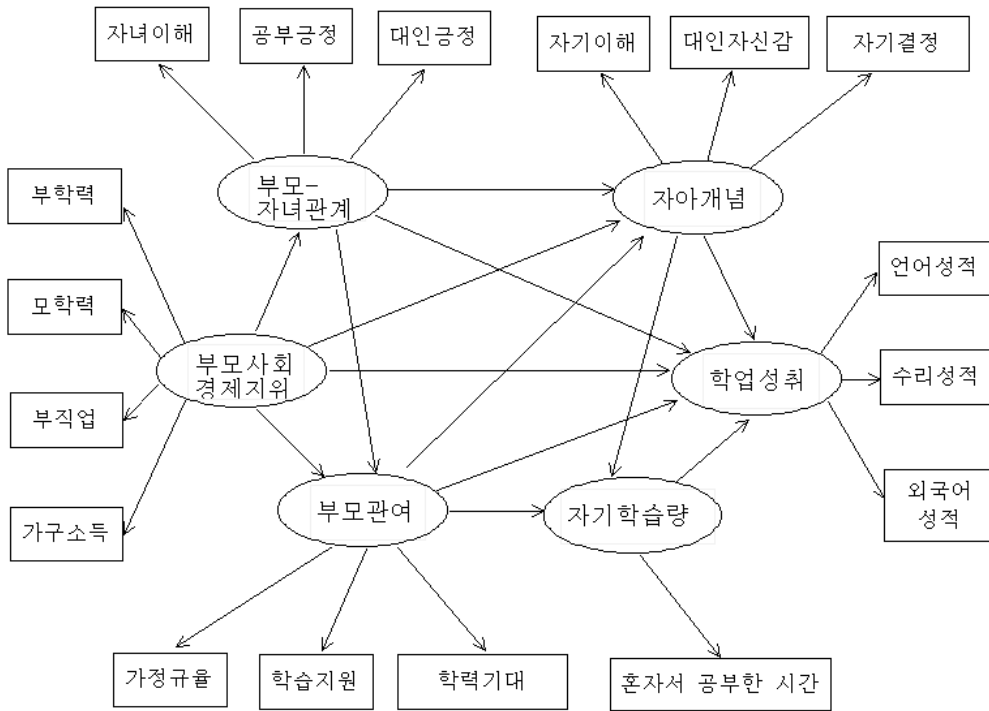 자녀이해
공부긍정
대인긍정
자기이해
대인자신감
자기결정
부학력
부모-
자녀관계
자아개념
언어성적
모학력
부모사회
경제지위
학업성취
수리성적
부직업
부모관여
자기학습량
외국어
성적
가구소득
가정규율
학습지원
학력기대
혼자서 공부한 시간